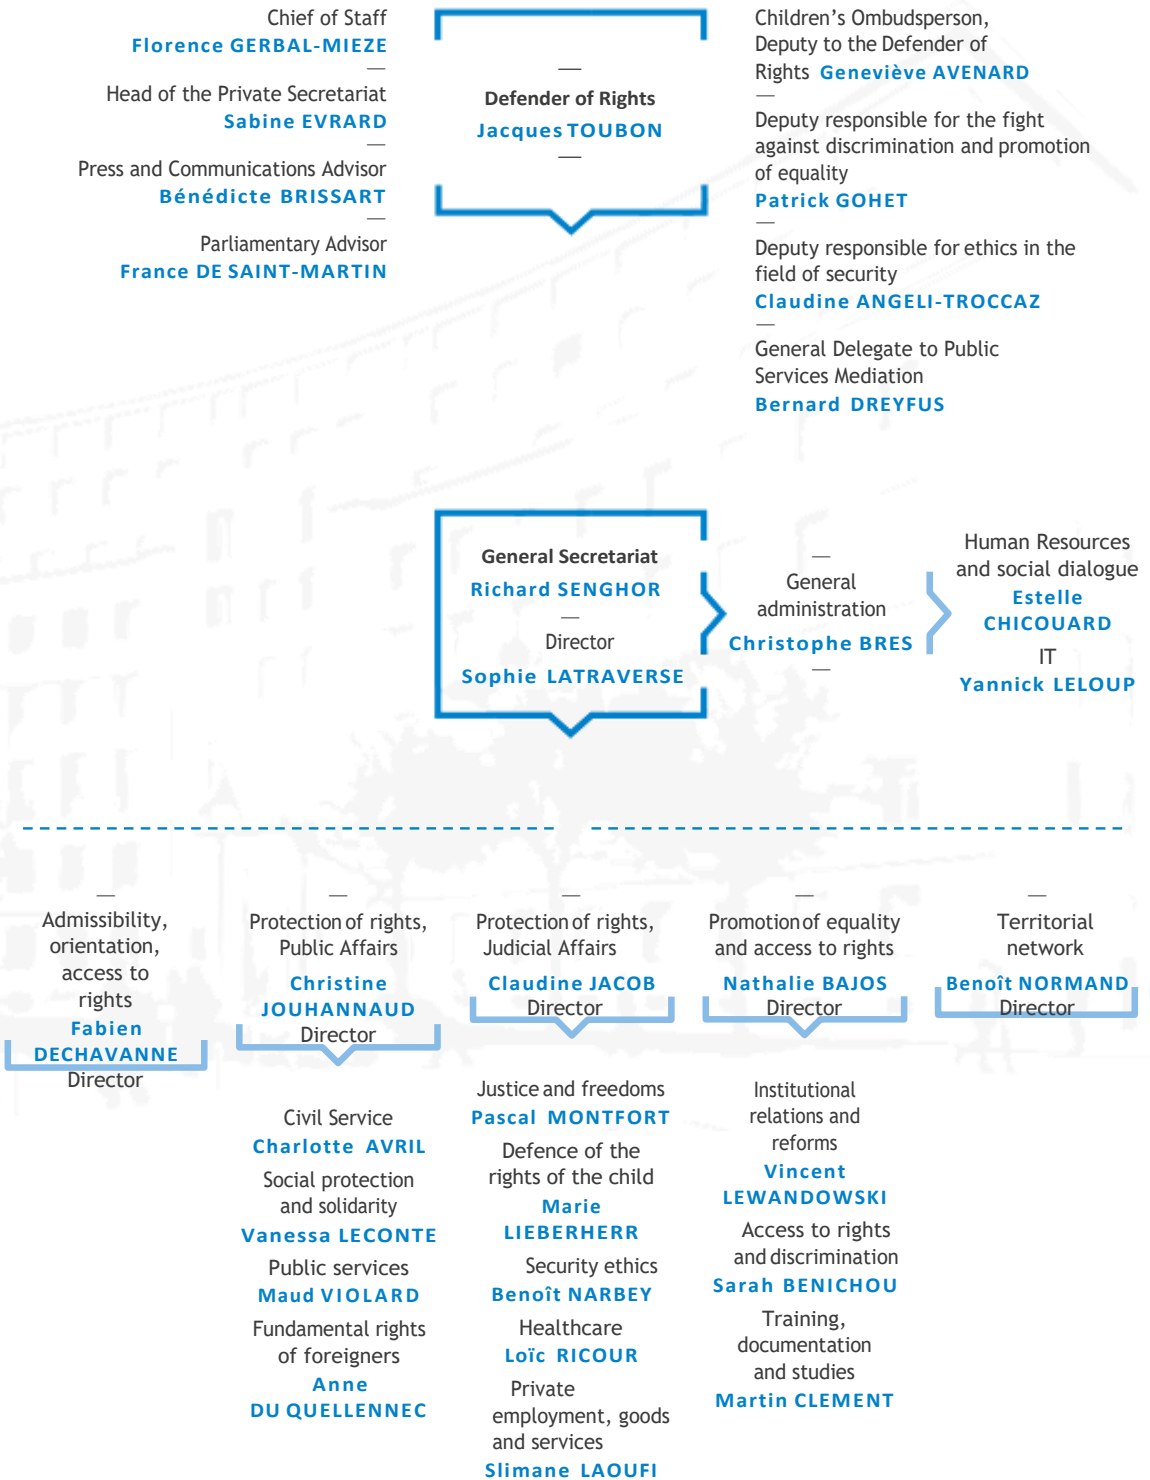 Chief of Staff
Florence GERBAL-MIEZE
—
Head of the Private Secretariat
Sabine EVRARD
—
Press and Communications Advisor
Bénédicte BRISSART
—
Parliamentary Advisor
France DE SAINT-MARTIN
—
Defender of Rights
Jacques TOUBON
—
Children's Ombudsperson,
Deputy to the Defender of
Rights Geneviève AVENARD
—
Deputy responsible for the fight
against discrimination and promotion
of equality
Patrick GOHET
—
Deputy responsible for ethics in the
field of security
Claudine ANGELI-TROCCAZ
—
General Delegate to Public
Services Mediation
Bernard DREYFUS
General Secretariat
Richard SENGHOR
—
Director
Sophie LATRAVERSE
—
General
administration
Christophe BRES
—
Human Resources
and social dialogue
Estelle
CHICOUARD
IT
Yannick LELOUP
—
Admissibility,
orientation,
access to
rights
Fabien
DECHAVANNE
Director
—
Protection of rights,
Public Affairs
Christine
JOUHANNAUD
Director
Civil Service
Charlotte AVRIL
Social protection
and solidarity
Vanessa LECONTE
Public services
Maud VIOLARD
Fundamental rights
of foreigners
Anne
DU QUELLENNEC
—
Protection of rights,
Judicial Affairs
Claudine JACOB
Director
Justice and freedoms
Pascal MONTFORT
Defence of the
rights of the child
Marie
LIEBERHERR
Security ethics
Benoît NARBEY
Healthcare
Loïc RICOUR
Private
employment, goods
and services
Slimane LAOUFI
—
Promotion of equality
and access to rights
Nathalie BAJOS
Director
Institutional
relations and
reforms
Vincent
LEWANDOWSKI
Access to rights
and discrimination
Sarah BENICHOU
Training,
documentation
and studies
Martin CLEMENT
—
Territorial
network
Benoît NORMAND
Director